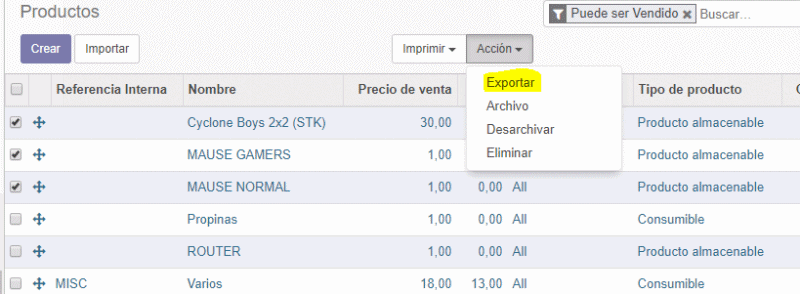 Productos
Puede ser Vendido × Buscar...
Crear Importar Imprimir Acción
Referencia Interna Nombre Precio de venta Exportar Tipo de producto
Cyclone Boys 2x2 (STK) 30,00 Archivo Producto almacenable
Desarchivar
MAUSE GAMERS 1,00 Eliminar Producto almacenable
MAUSE NORMAL 1,00 0,00 All Producto almacenable
Propinas 1,00 0,00 All Consumible
ROUTER 1,00 0,00 All Producto almacenable
MISC Varios 18,00 13,00 All Consumible